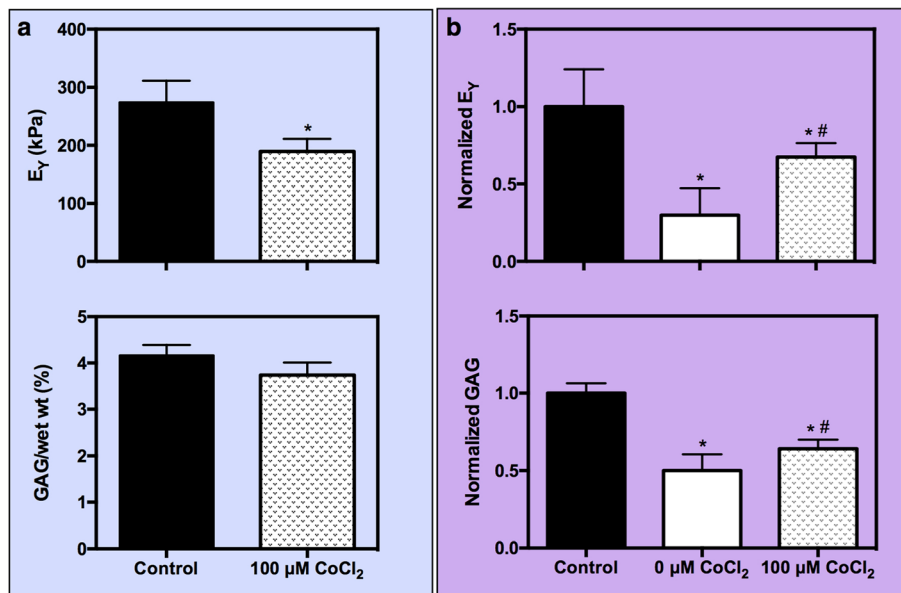 a
400
300
200
100
0
E_Y (kPa)
*
5
4
3
2
1
0
GAG/wet wt (%)
Control
100 µM CoCl₂
b
1.5
1.0
0.5
0.0
Normalized E_Y
*
* #
1.5
1.0
0.5
0.0
Normalized GAG
*
* #
Control
0 µM CoCl₂
100 µM CoCl₂